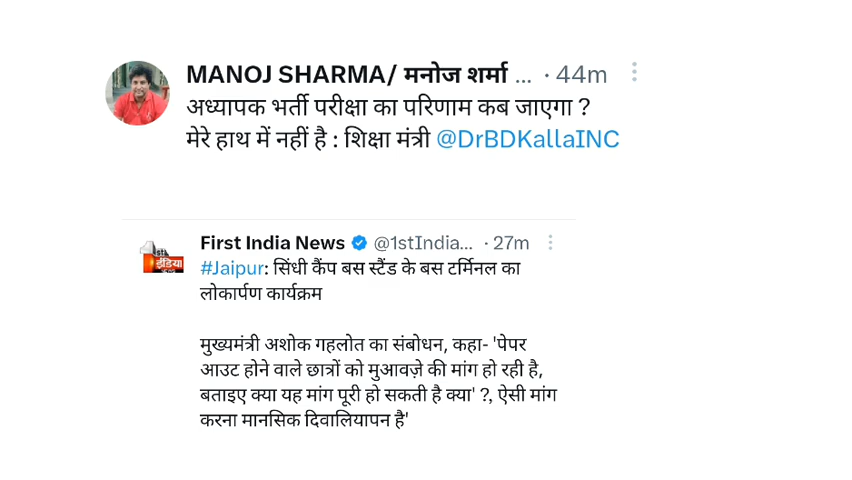 MANOJ SHARMA/ मनोज शर्मा ... · 44m
अध्यापक भर्ती परीक्षा का परिणाम कब जाएगा ?
मेरे हाथ में नहीं है : शिक्षा मंत्री @DrBDKallaINC
First India News @1stIndia... · 27m
#Jaipur: सिंधी कैंप बस स्टैंड के बस टर्मिनल का
लोकार्पण कार्यक्रम
मुख्यमंत्री अशोक गहलोत का संबोधन, कहा- 'पेपर
आउट होने वाले छात्रों को मुआवज़े की मांग हो रही है,
बताइए क्या यह मांग पूरी हो सकती है क्या' ?, ऐसी मांग
करना मानसिक दिवालियापन है'